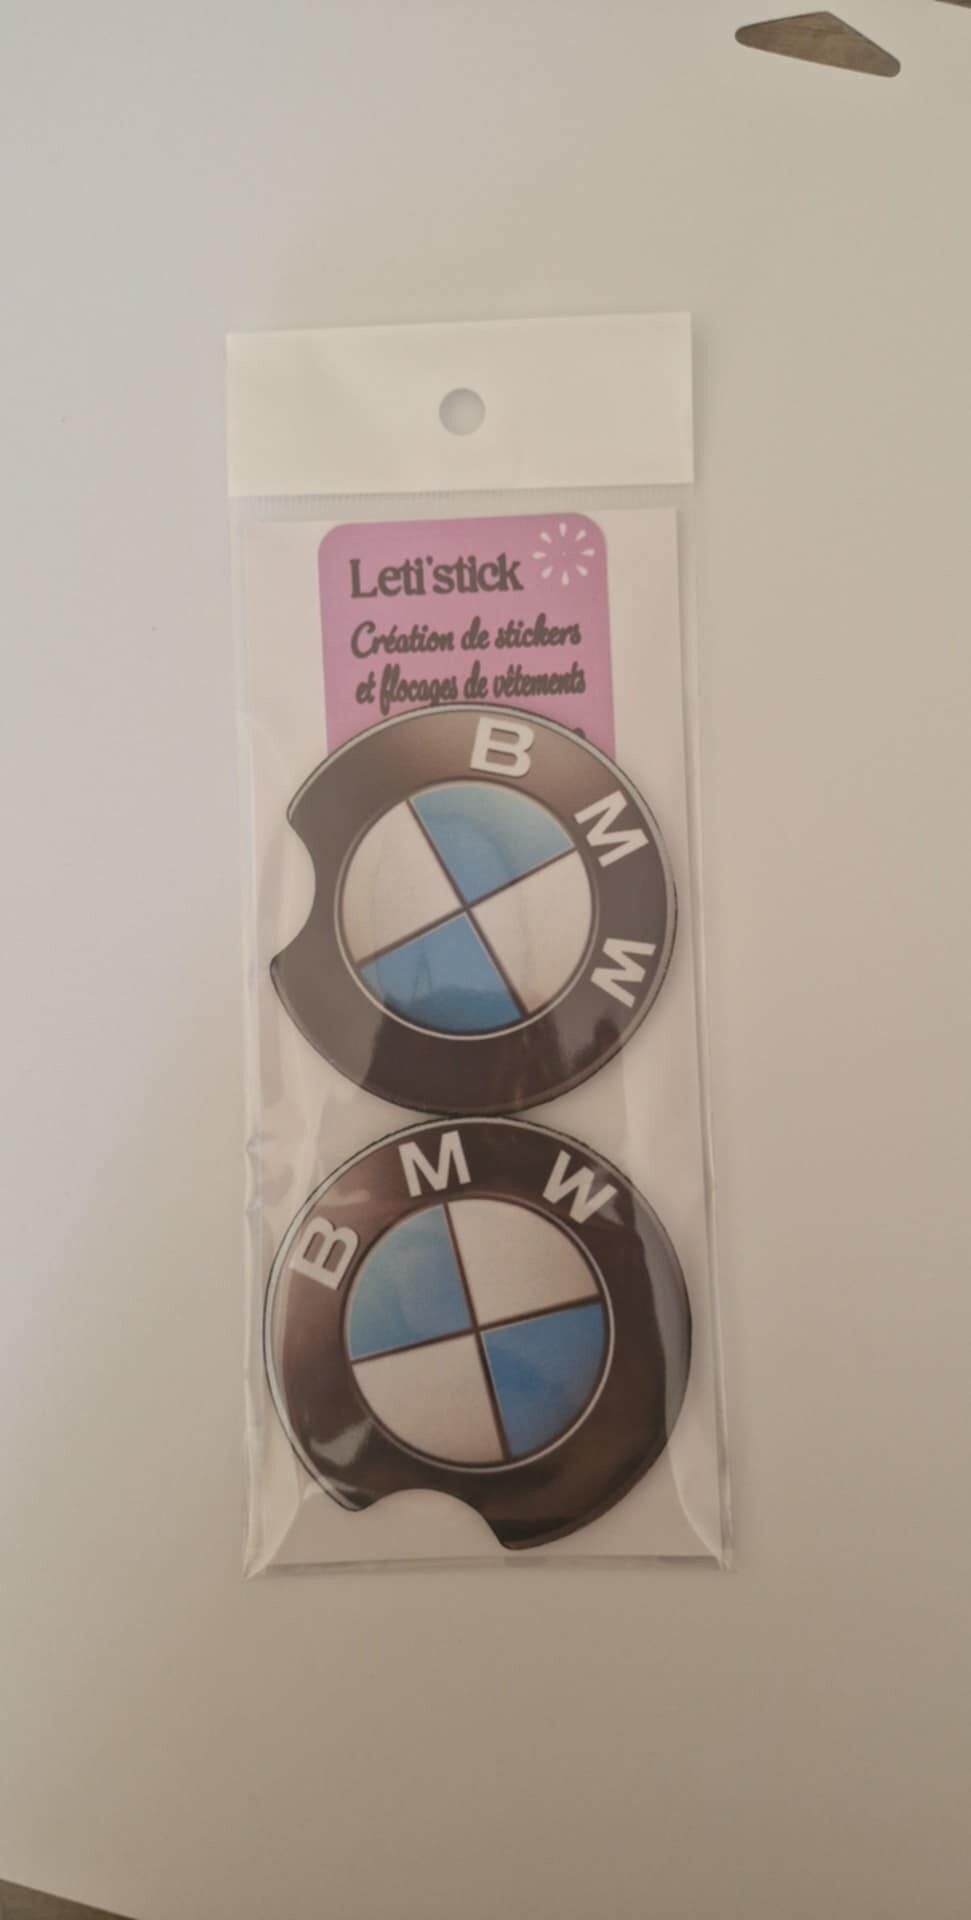 Leti'stick
Création de stickers
et flocages de vêtements
BMW
BMW